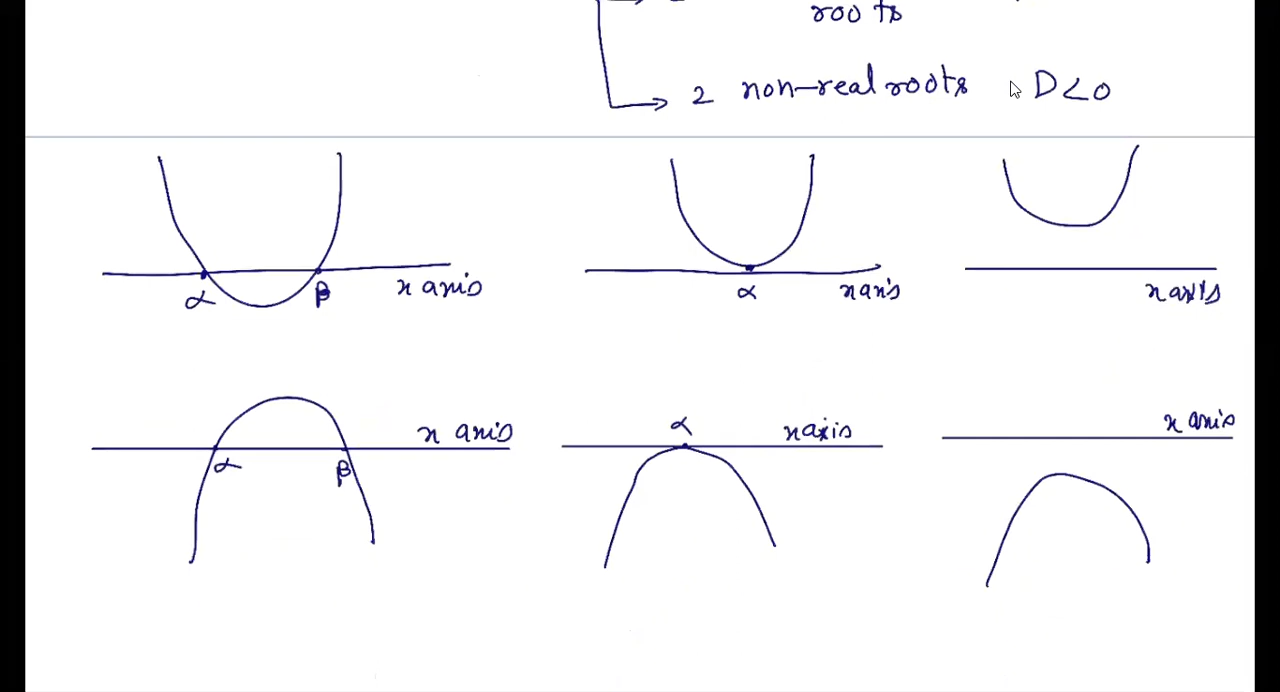 roots
2 non-real roots D<0
α β x axis
α x axis
x axis
x axis
α β
α x axis
x axis